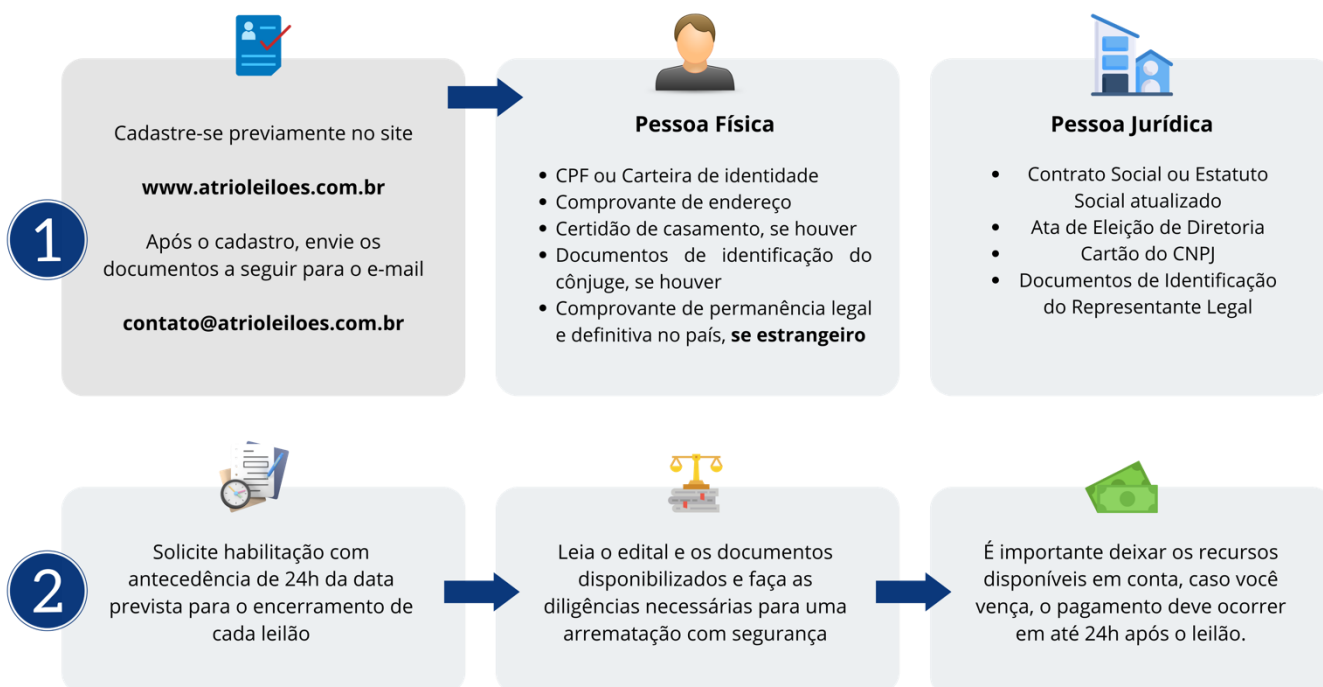 1
Cadastre-se previamente no site
www.atrioleiloes.com.br
Após o cadastro, envie os
documentos a seguir para o e-mail
contato@atrioleiloes.com.br
Pessoa Física
• CPF ou Carteira de identidade
• Comprovante de endereço
• Certidão de casamento, se houver
• Documentos de identificação do
cônjuge, se houver
• Comprovante de permanência legal
e definitiva no país, se estrangeiro
Pessoa Jurídica
• Contrato Social ou Estatuto
Social atualizado
• Ata de Eleição de Diretoria
• Cartão do CNPJ
• Documentos de Identificação
do Representante Legal
2
Solicite habilitação com
antecedência de 24h da data
prevista para o encerramento de
cada leilão
Leia o edital e os documentos
disponibilizados e faça as
diligências necessárias para uma
arrematação com segurança
É importante deixar os recursos
disponíveis em conta, caso você
vença, o pagamento deve ocorrer
em até 24h após o leilão.